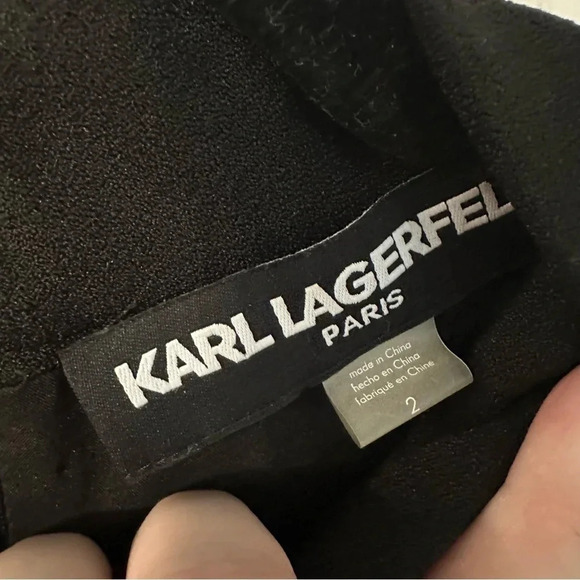 KARL LAGERFEL
PARIS
made in China
hecho en China
fabriqué en Chine
2